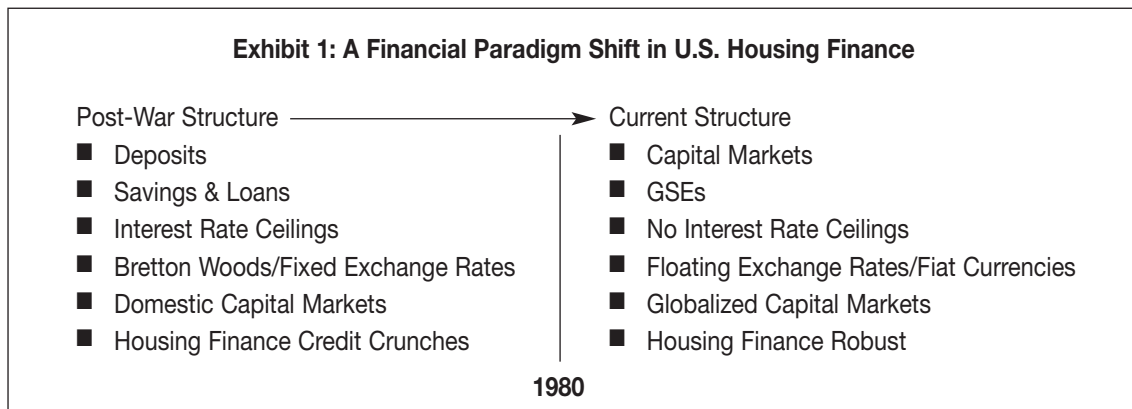 Exhibit 1: A Financial Paradigm Shift in U.S. Housing Finance
Post-War Structure
■ Deposits
■ Savings & Loans
■ Interest Rate Ceilings
■ Bretton Woods/Fixed Exchange Rates
■ Domestic Capital Markets
■ Housing Finance Credit Crunches
Current Structure
■ Capital Markets
■ GSEs
■ No Interest Rate Ceilings
■ Floating Exchange Rates/Fiat Currencies
■ Globalized Capital Markets
■ Housing Finance Robust
1980